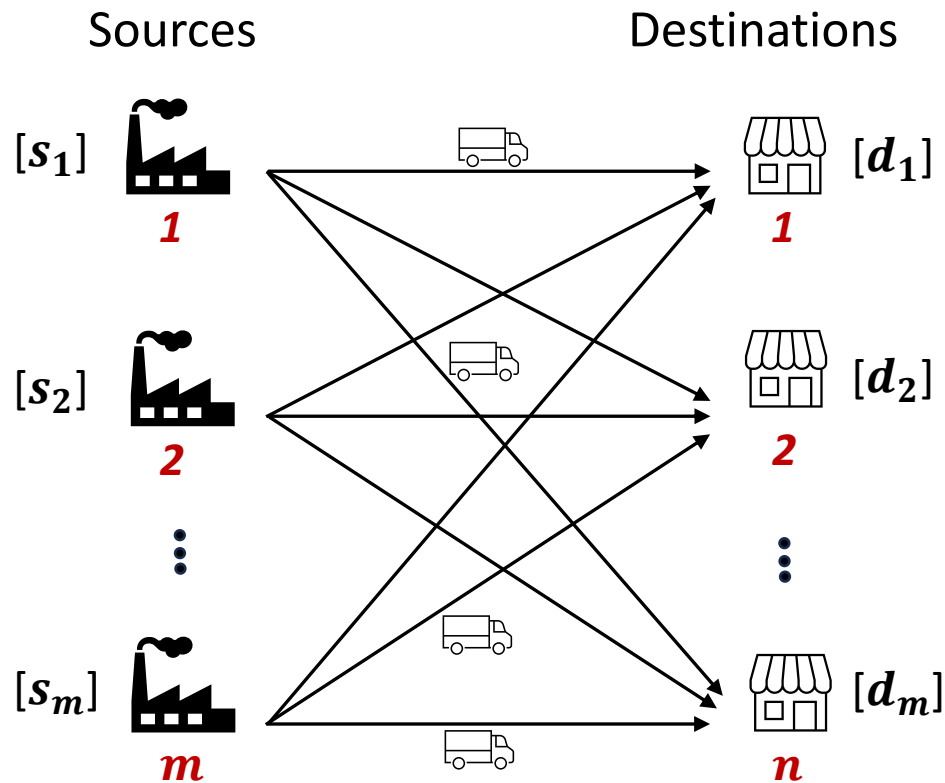 Sources Destinations
[s₁] [d₁]
1 1
[s₂] [d₂]
2 2
[sₘ] [dₘ]
m n